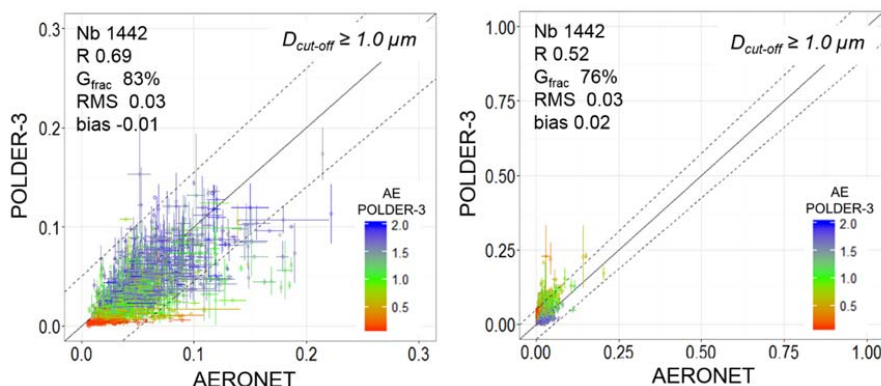 Nb 1442
R 0.69
G_frac 83%
RMS 0.03
bias -0.01
D_cut-off ≥ 1.0 µm
0.3
0.2
0.1
0.0
POLDER-3
AE
POLDER-3
2.0
1.5
1.0
0.5
0.0 0.1 0.2 0.3
AERONET
Nb 1442
R 0.52
G_frac 76%
RMS 0.03
bias 0.02
D_cut-off ≥ 1.0 µm
1.00
0.75
0.50
0.25
0.00
POLDER-3
AE
POLDER-3
2.0
1.5
1.0
0.5
0.00 0.25 0.50 0.75 1.00
AERONET